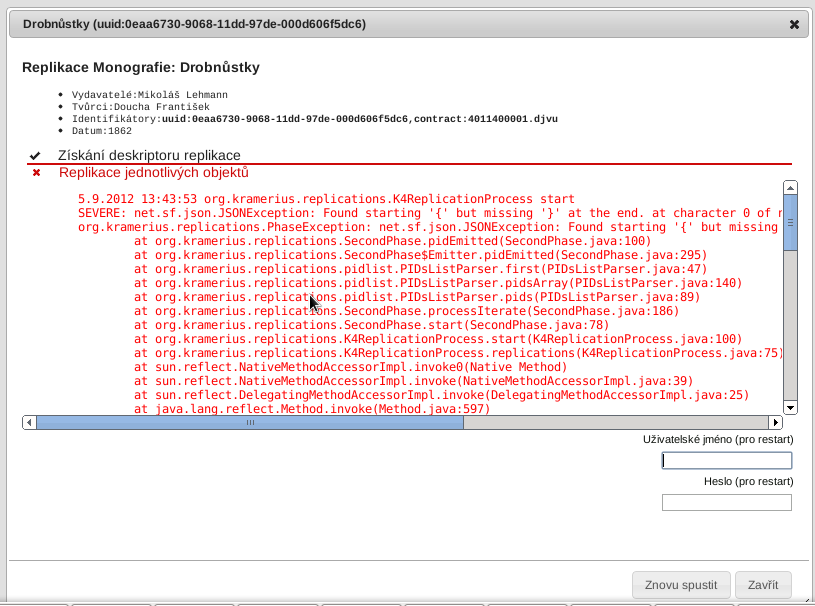 Drobnůstky (uuid:0eaa6730-9068-11dd-97de-000d606f5dc6)
Replikace Monografie: Drobnůstky
Vydavatelé:Mikoláš Lehmann
Tvůrci:Doucha František
Identifikátory:uuid:0eaa6730-9068-11dd-97de-000d606f5dc6,contract:4011400001.djvu
Datum:1862
Získání deskriptoru replikace
Replikace jednotlivých objektů
5.9.2012 13:43:53 org.kramerius.replications.K4ReplicationProcess start
SEVERE: net.sf.json.JSONException: Found starting '{' but missing '}' at the end. at character 0 of
org.kramerius.replications.PhaseException: net.sf.json.JSONException: Found starting '{' but missing
at org.kramerius.replications.SecondPhase.pidEmitted(SecondPhase.java:100)
at org.kramerius.replications.SecondPhase$Emitter.pidEmitted(SecondPhase.java:295)
at org.kramerius.replications.pidlist.PIDsListParser.first(PIDsListParser.java:47)
at org.kramerius.replications.pidlist.PIDsListParser.pidsArray(PIDsListParser.java:140)
at org.kramerius.replications.pidlist.PIDsListParser.pids(PIDsListParser.java:89)
at org.kramerius.replications.SecondPhase.processIterate(SecondPhase.java:186)
at org.kramerius.replications.SecondPhase.start(SecondPhase.java:78)
at org.kramerius.replications.K4ReplicationProcess.start(K4ReplicationProcess.java:100)
at org.kramerius.replications.K4ReplicationProcess.replications(K4ReplicationProcess.java:75)
at sun.reflect.NativeMethodAccessorImpl.invoke0(Native Method)
at sun.reflect.NativeMethodAccessorImpl.invoke(NativeMethodAccessorImpl.java:39)
at sun.reflect.DelegatingMethodAccessorImpl.invoke(DelegatingMethodAccessorImpl.java:25)
at java.lang.reflect.Method.invoke(Method.java:597)
Uživatelské jméno (pro restart)
Heslo (pro restart)
Znovu spustit
Zavřít